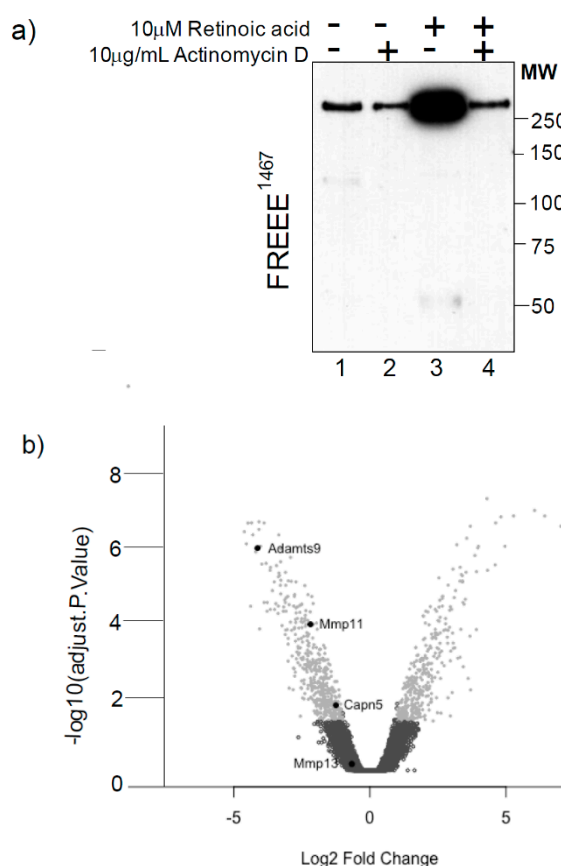 a)
10μM Retinoic acid - - + +
10μg/mL Actinomycin D - + - +
MW
250
150
100
75
50
FREEE1467
1 2 3 4
b)
8
6
4
2
0
-log10(adjust.P.Value)
Adamts9
Mmp11
Capn5
Mmp13
-5 0 5
Log2 Fold Change